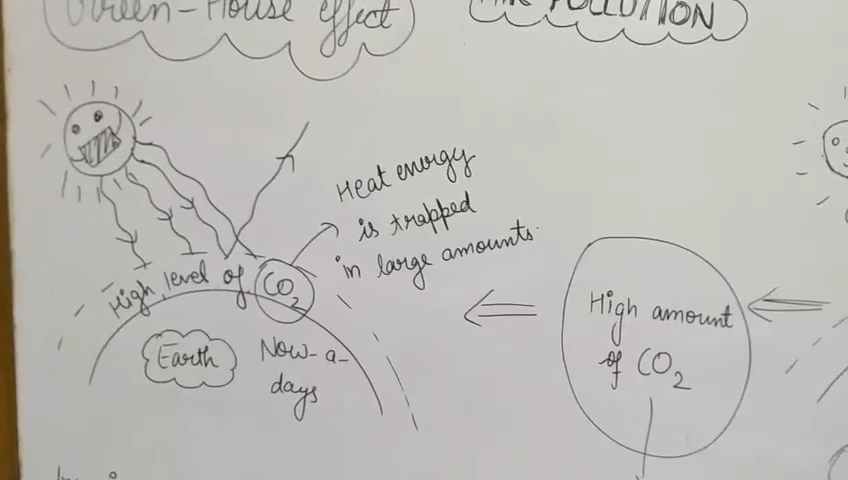 Green-House effect
AIR POLLUTION
Heat energy
is trapped
in large amounts.
High level of CO2
Earth
Now-a-
days
High amount
of CO2